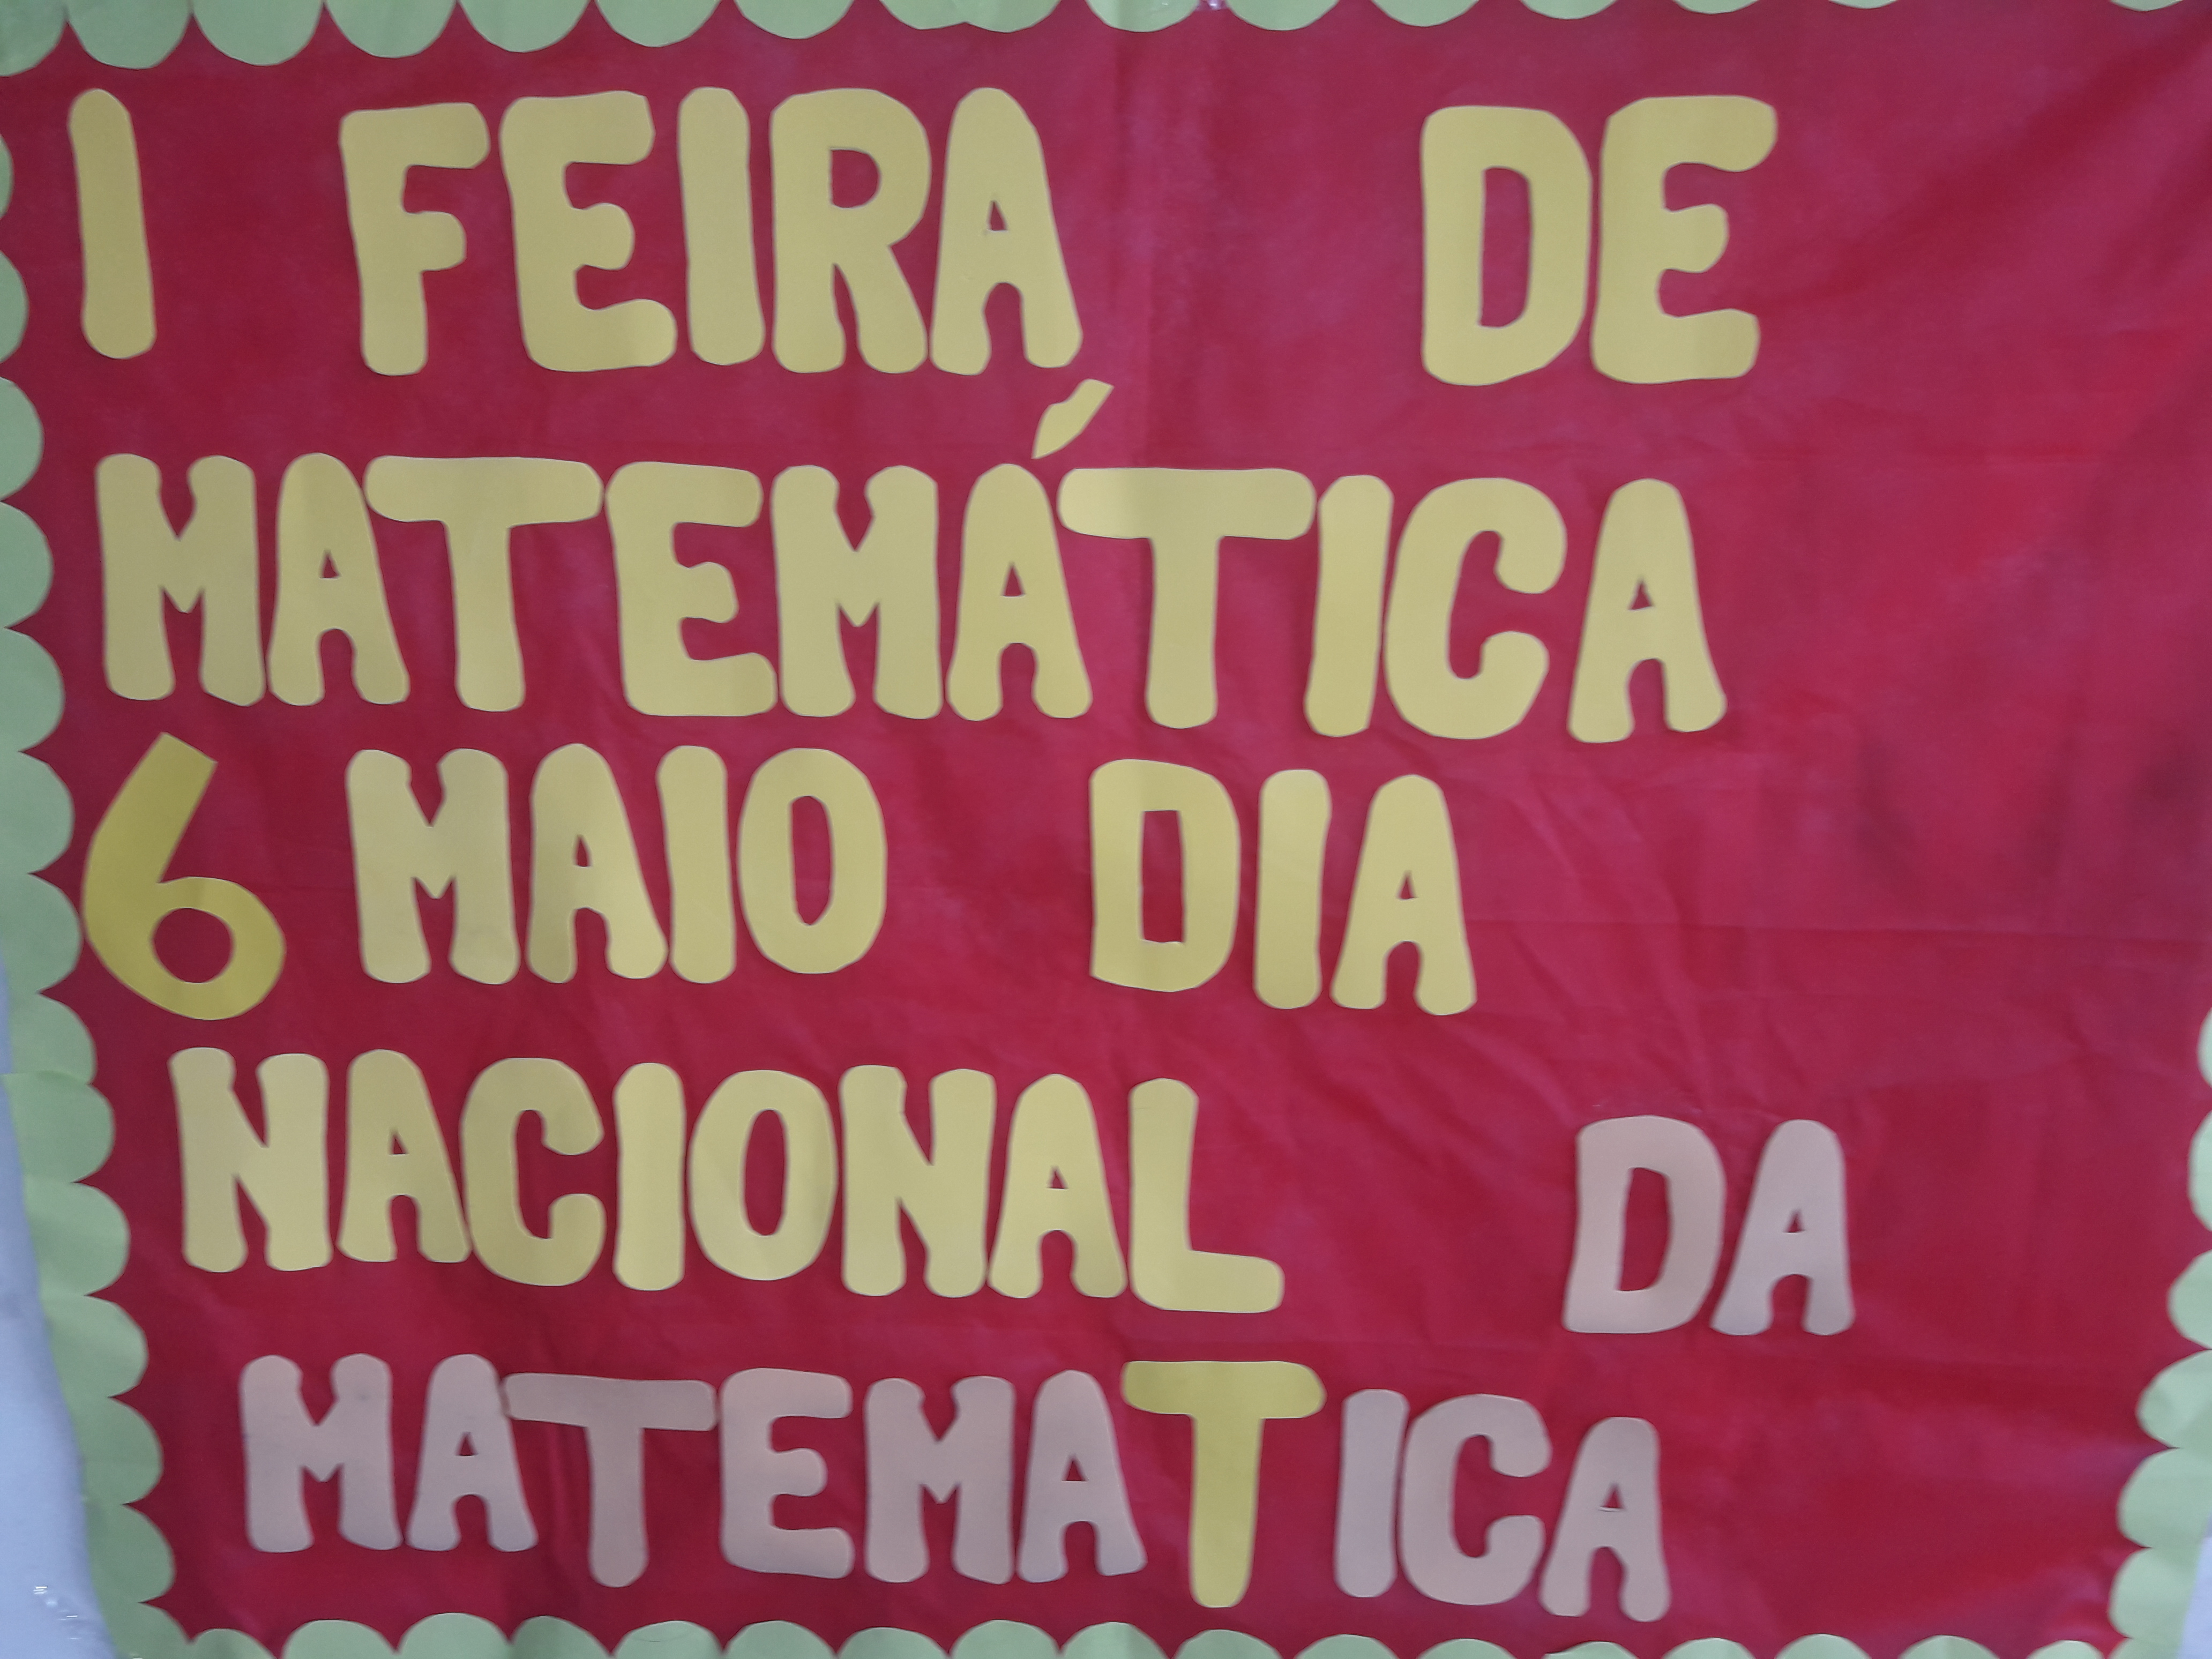 I FEIRA DE
MATEMÁTICA
6 MAIO DIA
NACIONAL DA
MATEMATICA